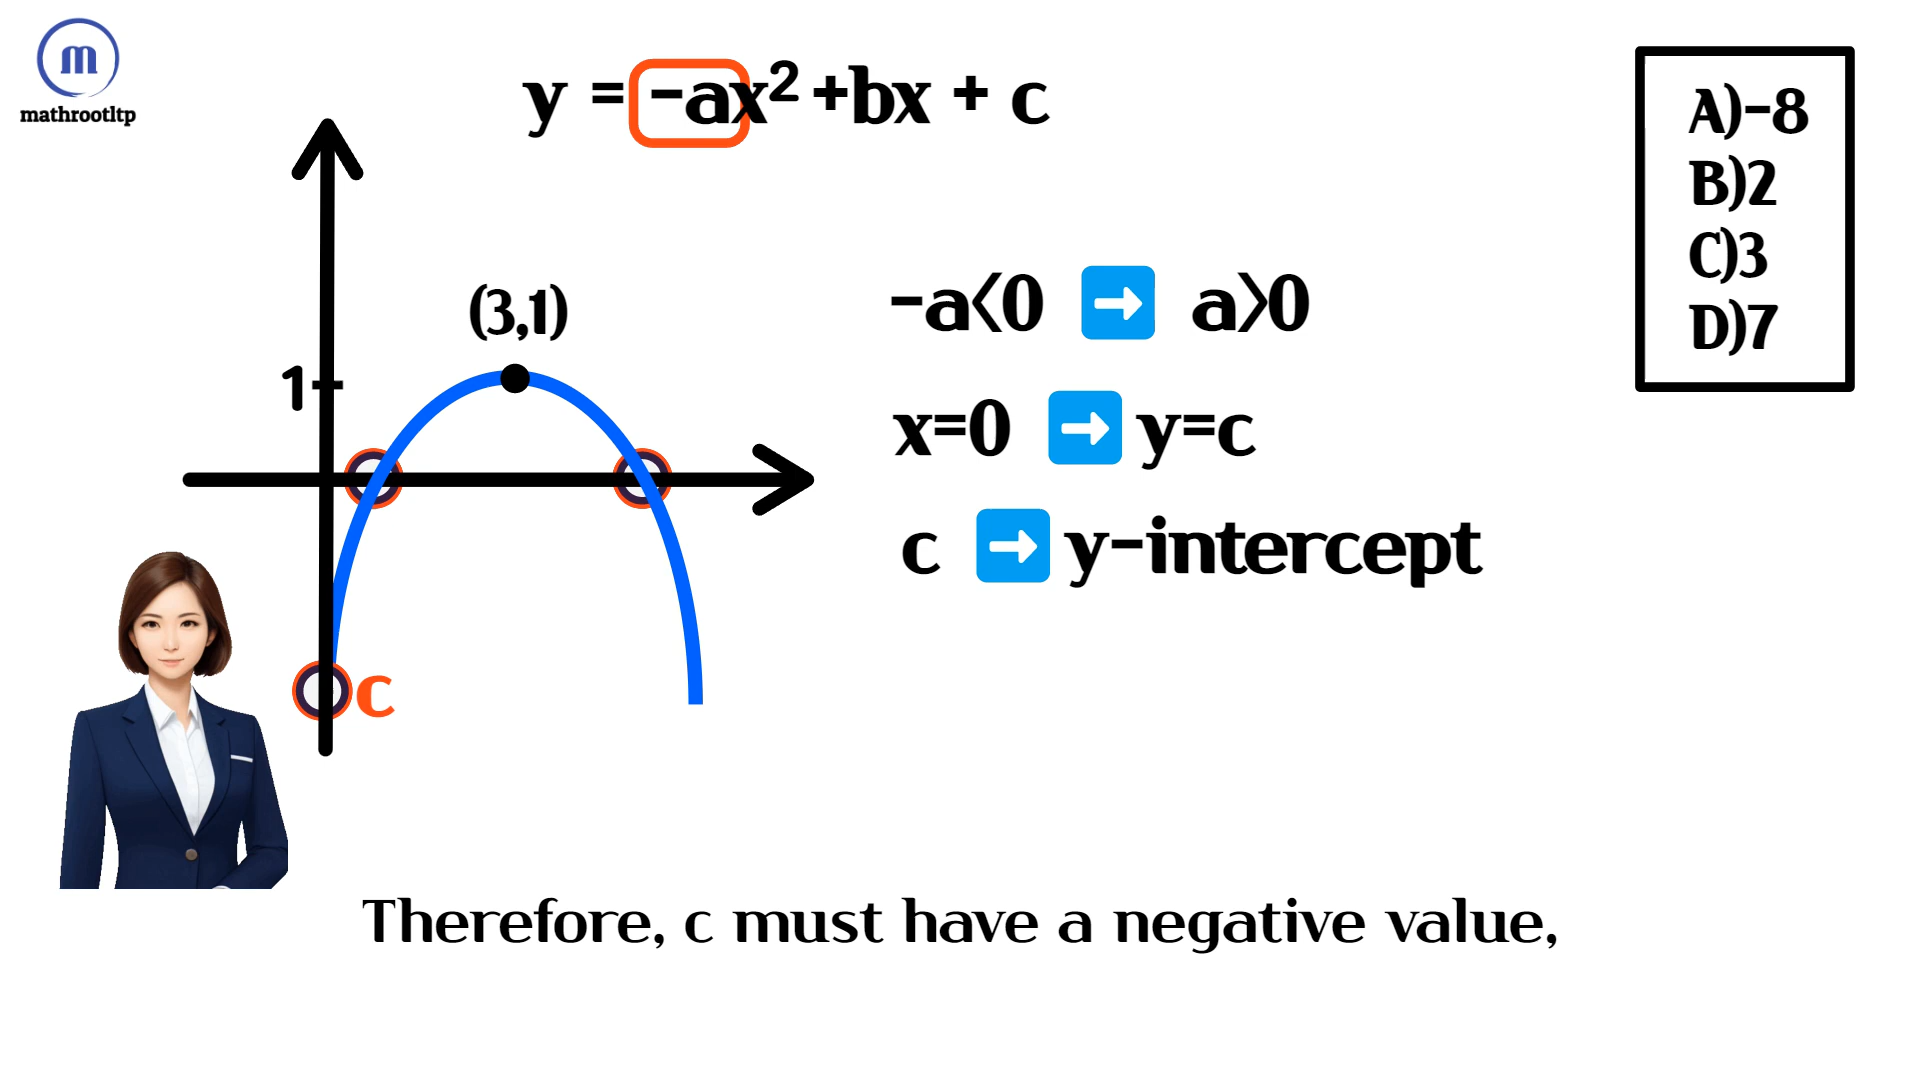 m
mathrootltp
y = -ax² +bx + c
A)-8
B)2
C)3
D)7
(3,1)
1
-a<0 ➡ a>0
x=0 ➡ y=c
c ➡ y-intercept
c
Therefore, c must have a negative value,